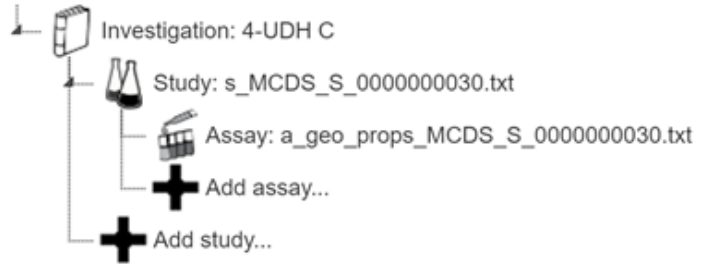 Investigation: 4-UDH C
Study: s_MCDS_S_0000000030.txt
Assay: a_geo_props_MCDS_S_0000000030.txt
Add assay...
Add study...